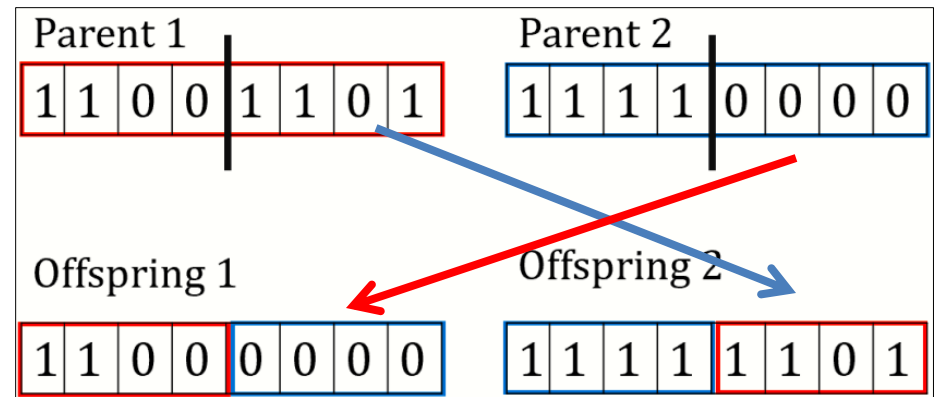 Parent 1
1 1 0 0 1 1 0 1
Parent 2
1 1 1 1 0 0 0 0
Offspring 1
1 1 0 0 0 0 0 0
Offspring 2
1 1 1 1 1 1 0 1